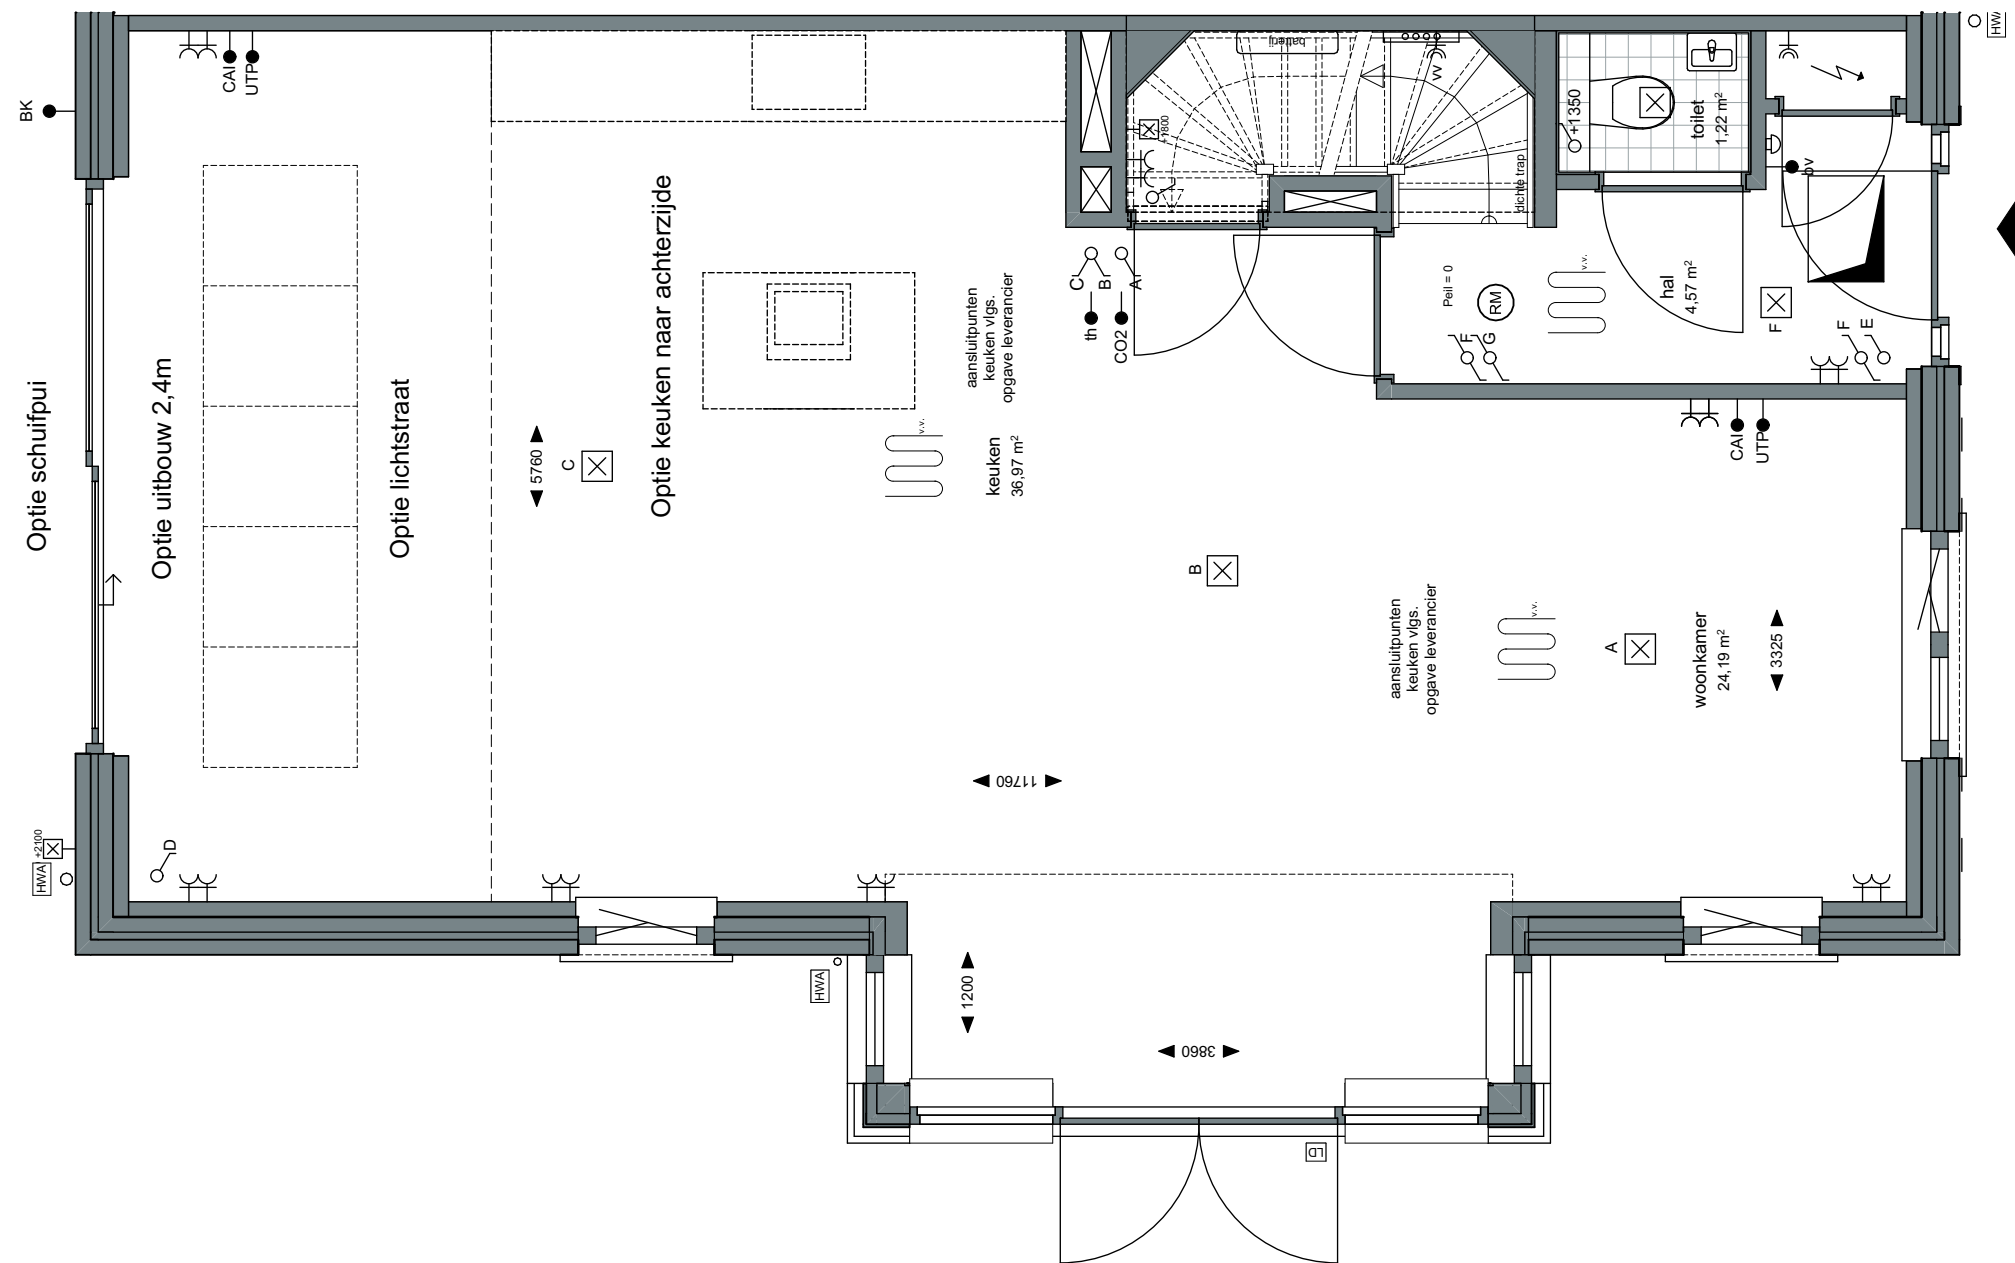 BK
CAI
UTP
Optie schuifpui
Optie uitbouw 2,4m
Optie lichtstraat
Optie keuken naar achterzijde
5760
C
aansluitpunten
keuken vlgs.
opgave leverancier
v.v.
keuken
36,97 m²
batterij
vv
+1800
dichte trap
C
B
A
th
CO2
+1350
toilet
1,22 m²
bv
HWA
Peil = 0
RM
v.v.
hal
4,57 m²
F
G
F
F
E
CAI
UTP
B
aansluitpunten
keuken vlgs.
opgave leverancier
v.v.
A
woonkamer
24,19 m²
3325
11760
HWA
+2100
D
HWA
1200
3860
LD